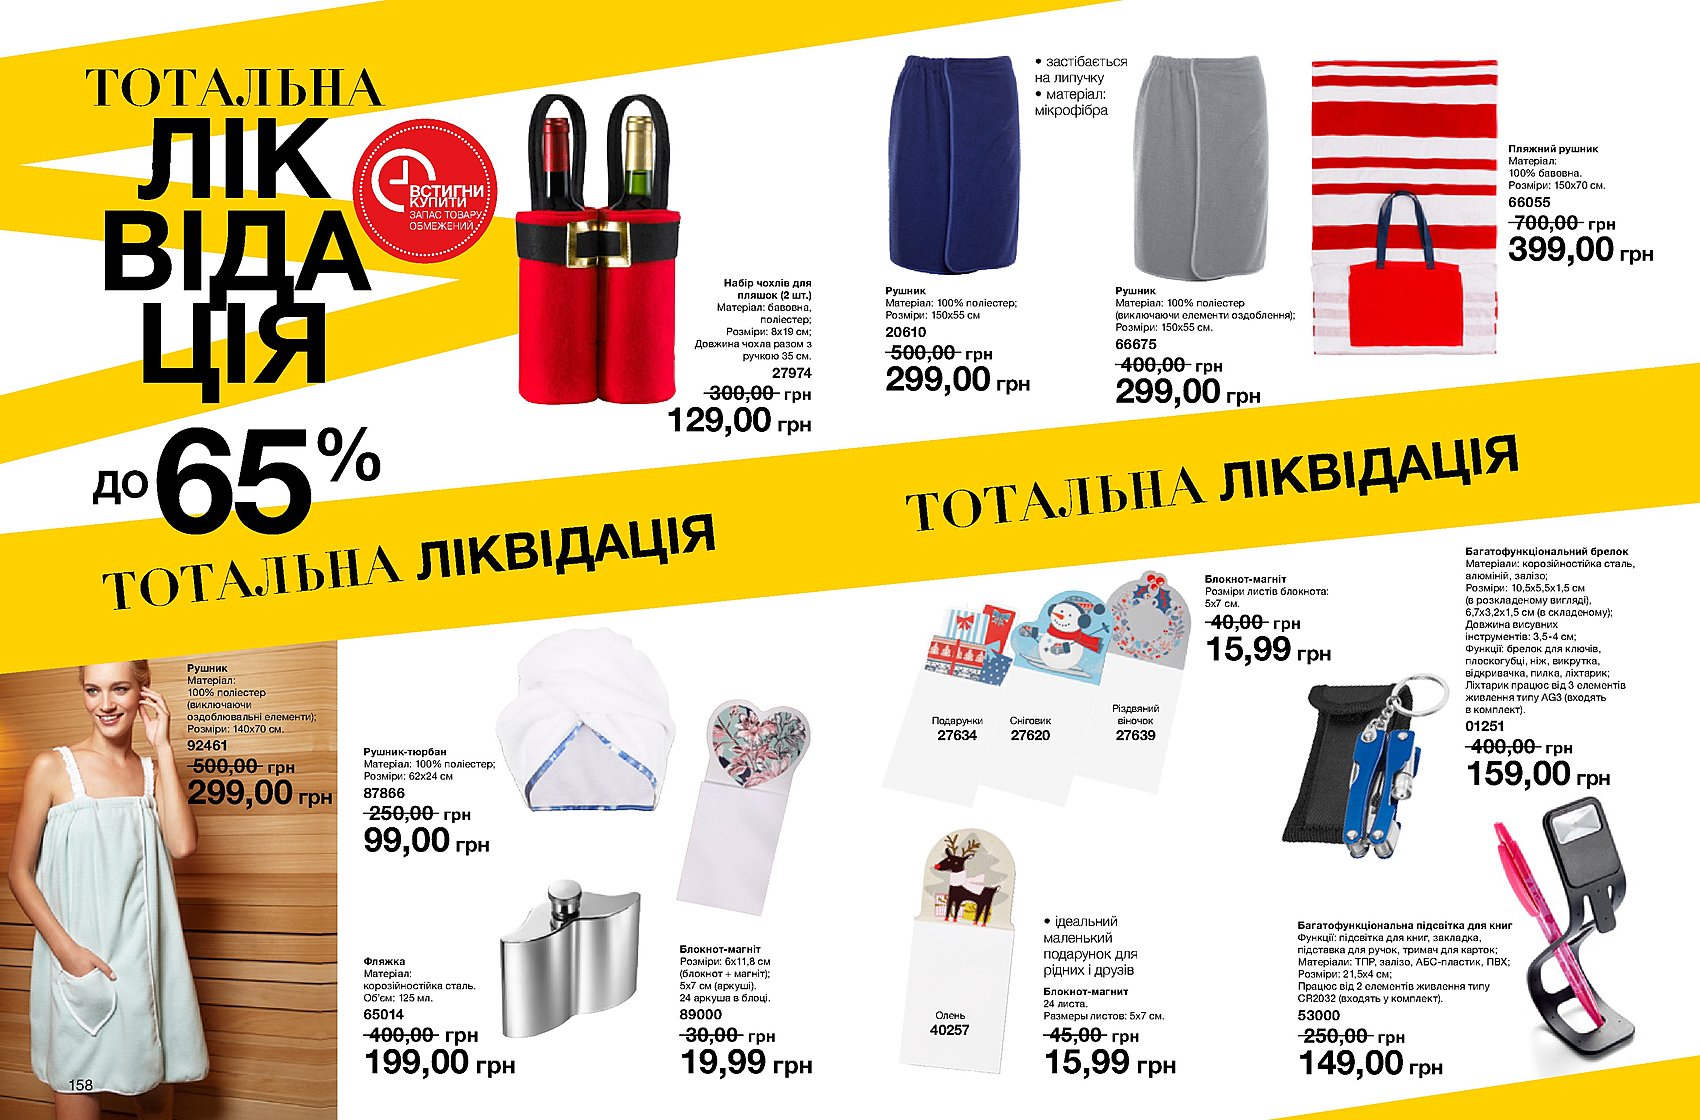 ТОТАЛЬНА
ЛІК
ВІДА
ЦІЯ
ДО 65%
ВСТИГНИ
КУПИТИ
ЗАПАС ТОВАРУ
ОБМЕЖЕНИЙ
Набір чохлів для
пляшок (2 шт.)
Матеріал: бавовна,
поліестер;
Розміри: 8х19 см;
Довжина чохла разом з
ручкою 35 см.
27974
300,00 грн
129,00 грн
Рушник
Матеріал: 100% поліестер;
Розміри: 150х55 см
20610
500,00 грн
299,00 грн
• застібається
на липучку
• матеріал:
мікрофібра
Рушник
Матеріал: 100% поліестер
(виключаючи елементи оздоблення);
Розміри: 150х55 см.
66675
400,00 грн
299,00 грн
Пляжний рушник
Матеріал:
100% бавовна.
Розміри: 150х70 см.
66055
700,00 грн
399,00 грн
ТОТАЛЬНА ЛІКВІДАЦІЯ
ТОТАЛЬНА ЛІКВІДАЦІЯ
Рушник
Матеріал:
100% поліестер
(виключаючи
оздоблювальні елементи);
Розміри: 140х70 см.
92461
500,00 грн
299,00 грн
158
Рушник-тюрбан
Матеріал: 100% поліестер;
Розміри: 62х24 см
87866
250,00 грн
99,00 грн
Фляжка
Матеріал:
корозійностійка сталь.
Об'єм: 125 мл.
65014
400,00 грн
199,00 грн
Блокнот-магніт
Розміри: 6х11,8 см
(блокнот + магніт);
5х7 см (аркуші).
24 аркуша в блоці.
89000
30,00 грн
19,99 грн
Блокнот-магніт
Розміри листів блокнота:
5х7 см.
40,00 грн
15,99 грн
Подарунки
27634
Сніговик
27620
Різдвяний
віночок
27639
Олень
40257
• ідеальний
маленький
подарунок для
рідних і друзів
Блокнот-магнит
24 листа.
Размеры листов: 5х7 см.
45,00 грн
15,99 грн
Багатофункціональний брелок
Матеріали: корозійностійка сталь,
алюміній, залізо;
Розміри: 10,5х5,5х1,5 см
(в розкладеному вигляді),
6,7х3,2х1,5 см (в складеному);
Довжина висувних
інструментів: 3,5-4 см;
Функції: брелок для ключів,
плоскогубці, ніж, викрутка,
відкривачка, пилка, ліхтарик;
Ліхтарик працює від 3 елементів
живлення типу AG3 (входять
в комплект).
01251
400,00 грн
159,00 грн
Багатофункціональна підсвітка для книг
Функції: підсвітка для книг, закладка,
підставка для ручок, тримач для карток;
Матеріали: ТПР, залізо, АБС-пластик, ПВХ;
Розміри: 21,5х4 см;
Працює від 2 елементів живлення типу
CR2032 (входять у комплект).
53000
250,00 грн
149,00 грн